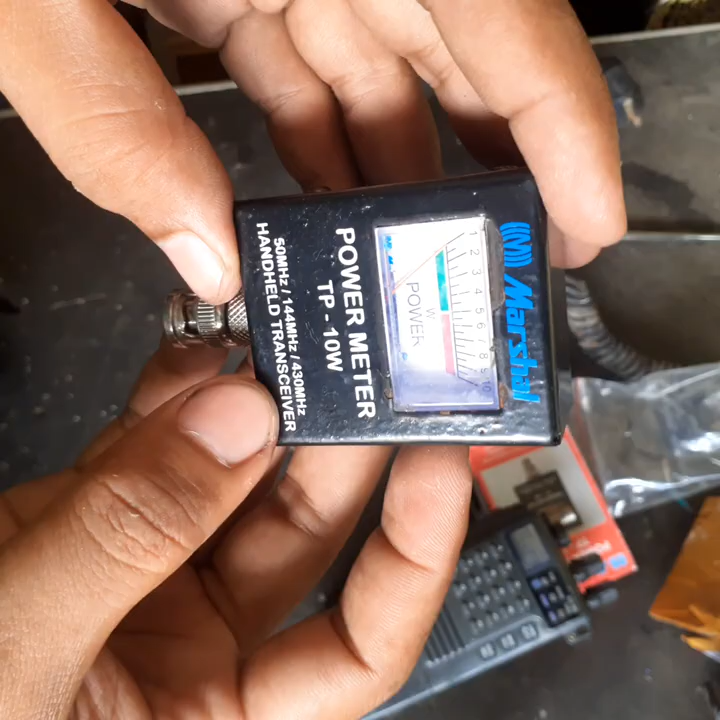 Marshal
1 2 3 4 5 6 7 8 9 10
W
POWER
POWER METER
TP - 10W
50MHz / 144MHz / 430MHz
HANDHELD TRANSCEIVER